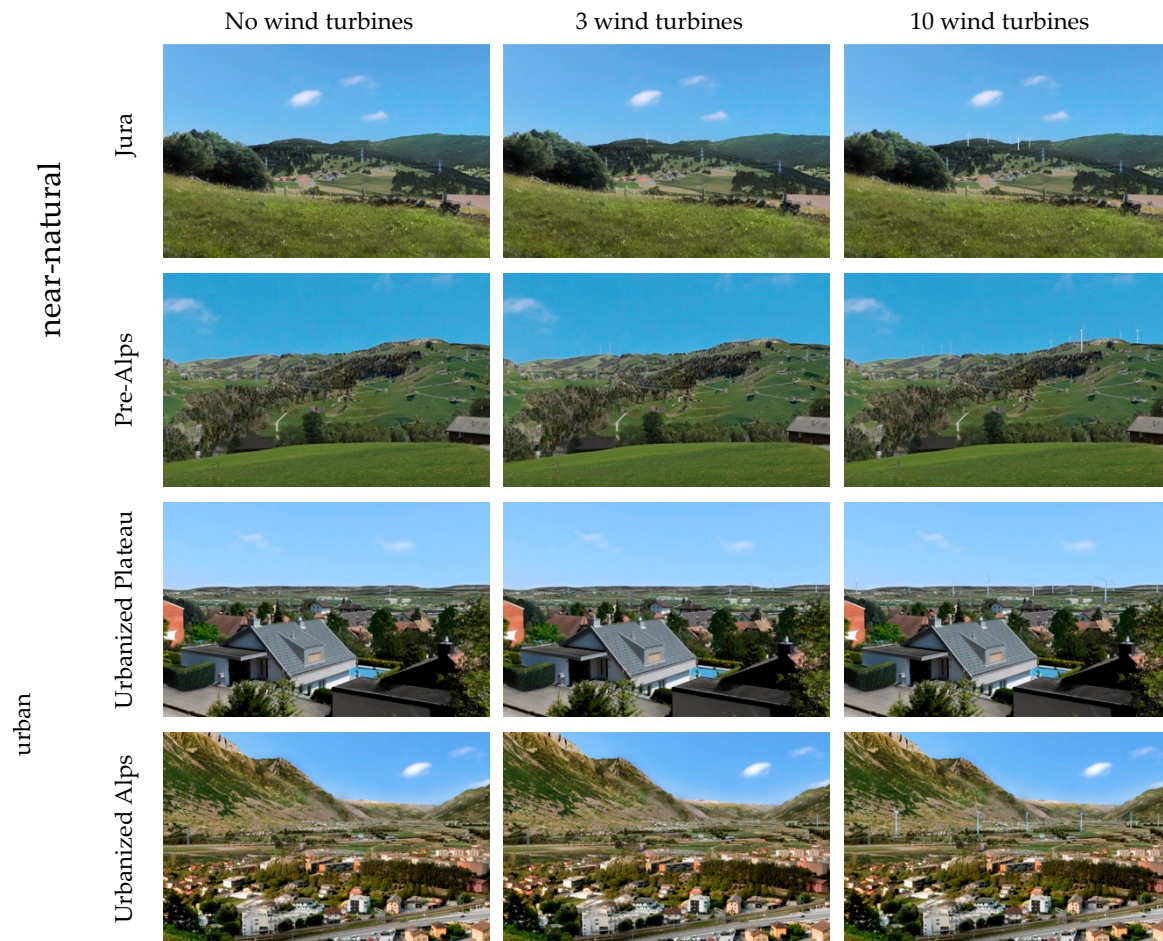 No wind turbines
3 wind turbines
10 wind turbines
near-natural
Jura
Pre-Alps
urban
Urbanized Plateau
Urbanized Alps